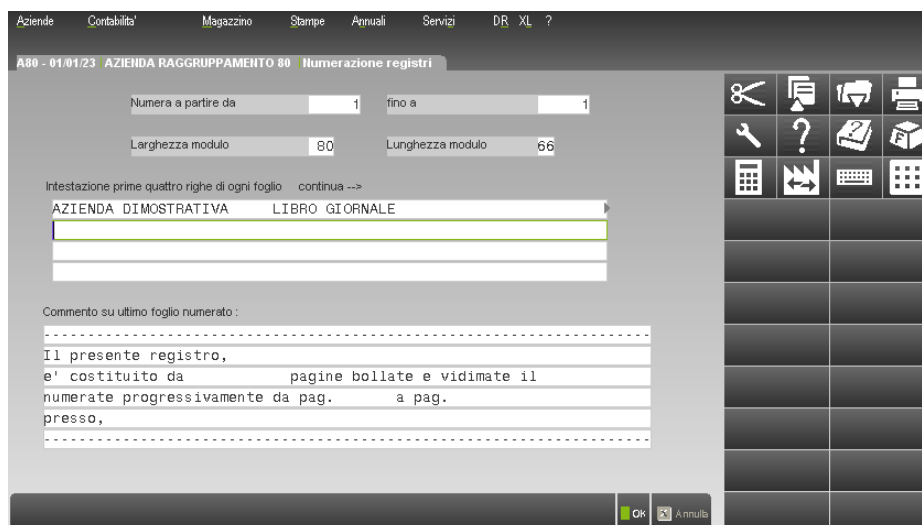 Aziende Contabilita' Magazzino Stampe Annuali Servizi DR XL ?
A80 - 01/01/23 AZIENDA RAGGRUPPAMENTO 80 Numerazione registri
Numera a partire da 1 fino a 1
Larghezza modulo 80 Lunghezza modulo 66
Intestazione prime quattro righe di ogni foglio continua -->
AZIENDA DIMOSTRATIVA LIBRO GIORNALE
Commento su ultimo foglio numerato :
----------------------------------------------------------------------
Il presente registro,
e' costituito da pagine bollate e vidimate il
numerate progressivamente da pag. a pag.
presso,
----------------------------------------------------------------------
OK Annulla